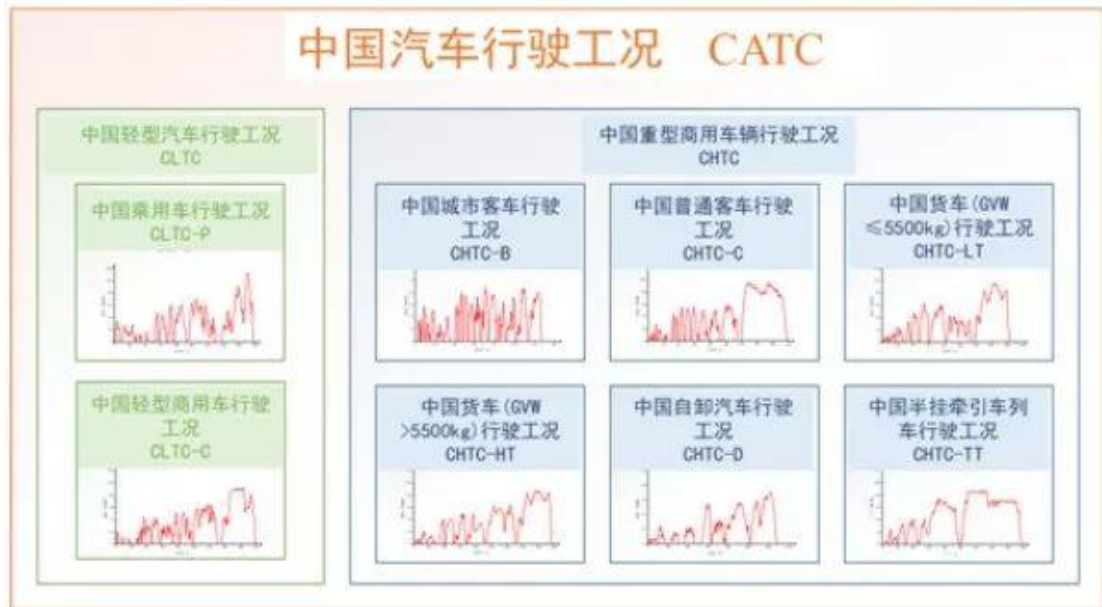 中国汽车行驶工况 CATC
中国轻型汽车行驶工况
CLTC
中国乘用车行驶工况
CLTC-P
中国轻型商用车行驶
工况
CLTC-C
中国重型商用车辆行驶工况
CHTC
中国城市客车行驶
工况
CHTC-B
中国普通客车行驶
工况
CHTC-C
中国货车(GVW
≤5500kg)行驶工况
CHTC-LT
中国货车(GVW
>5500kg)行驶工况
CHTC-HT
中国自卸汽车行驶
工况
CHTC-D
中国半挂牵引车列
车行驶工况
CHTC-TT